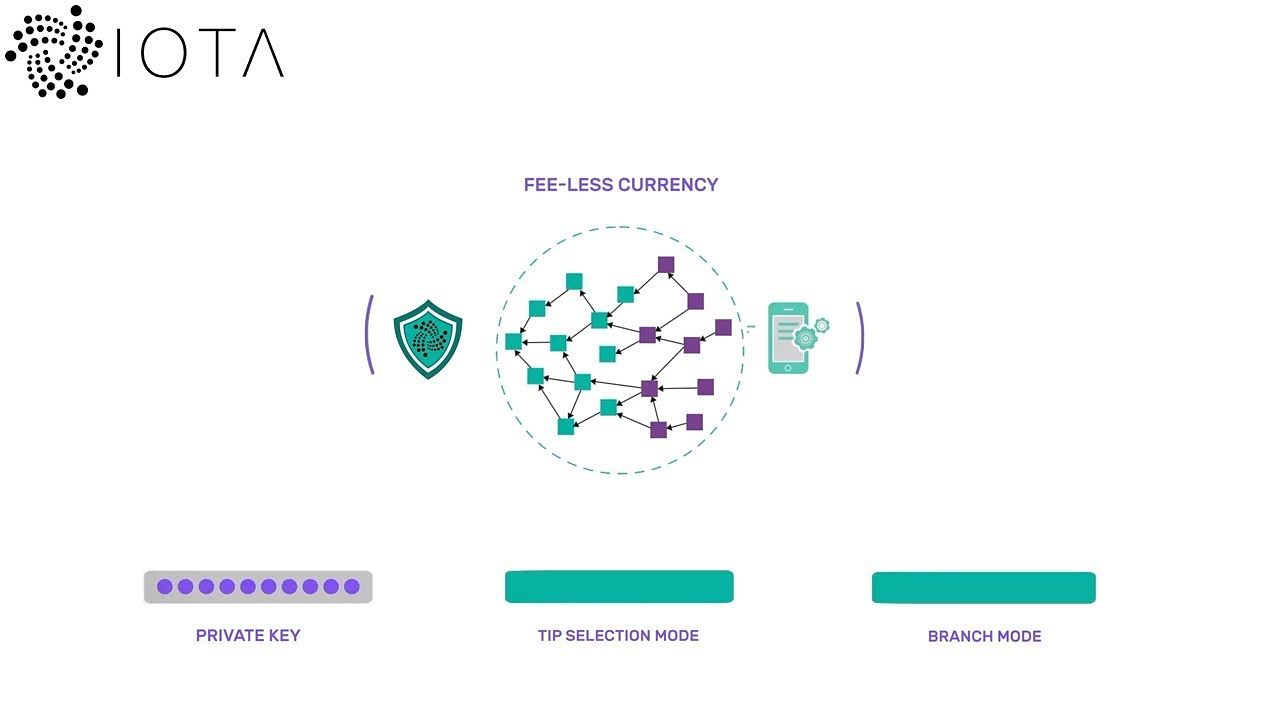 IOTA
FEE-LESS CURRENCY
PRIVATE KEY
TIP SELECTION MODE
BRANCH MODE